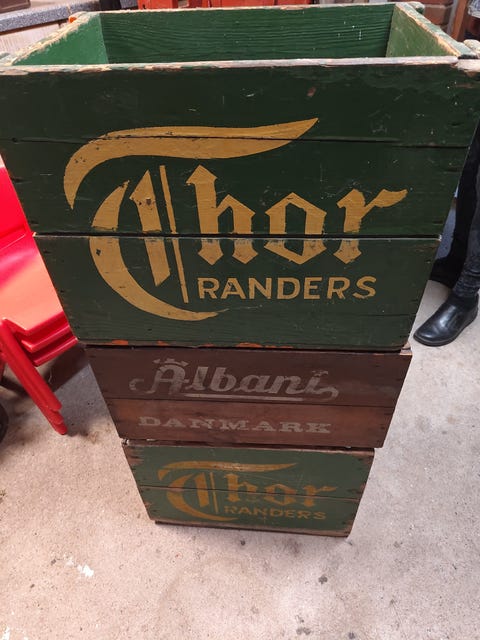 Thor
RANDERS
Albani
DANMARK
Thor
RANDERS